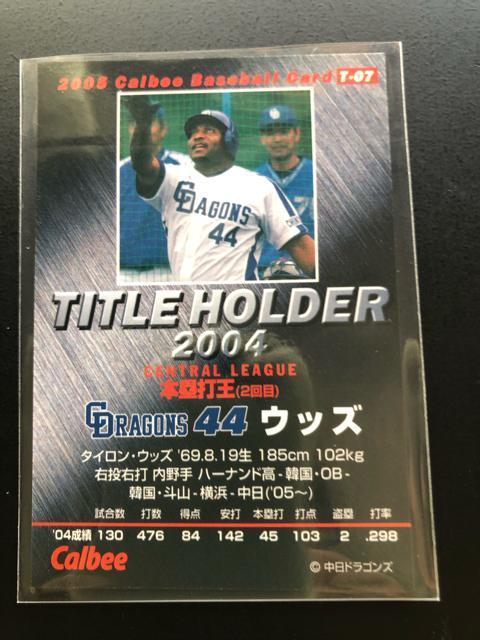 2005 Calbee Baseball Card T-07
DRAGONS
44
TITLE HOLDER
2004
CENTRAL LEAGUE
本塁打王(2回目)
DRAGONS 44 ウッズ
タイロン・ウッズ '69.8.19生 185cm 102kg
右投右打 内野手 ハーナンド高-韓国・OB-
韓国・斗山-横浜-中日('05〜)
試合数 打数 得点 安打 本塁打 打点 盗塁 打率
'04成績 130 476 84 142 45 103 2 .298
Calbee
© 中日ドラゴンズ